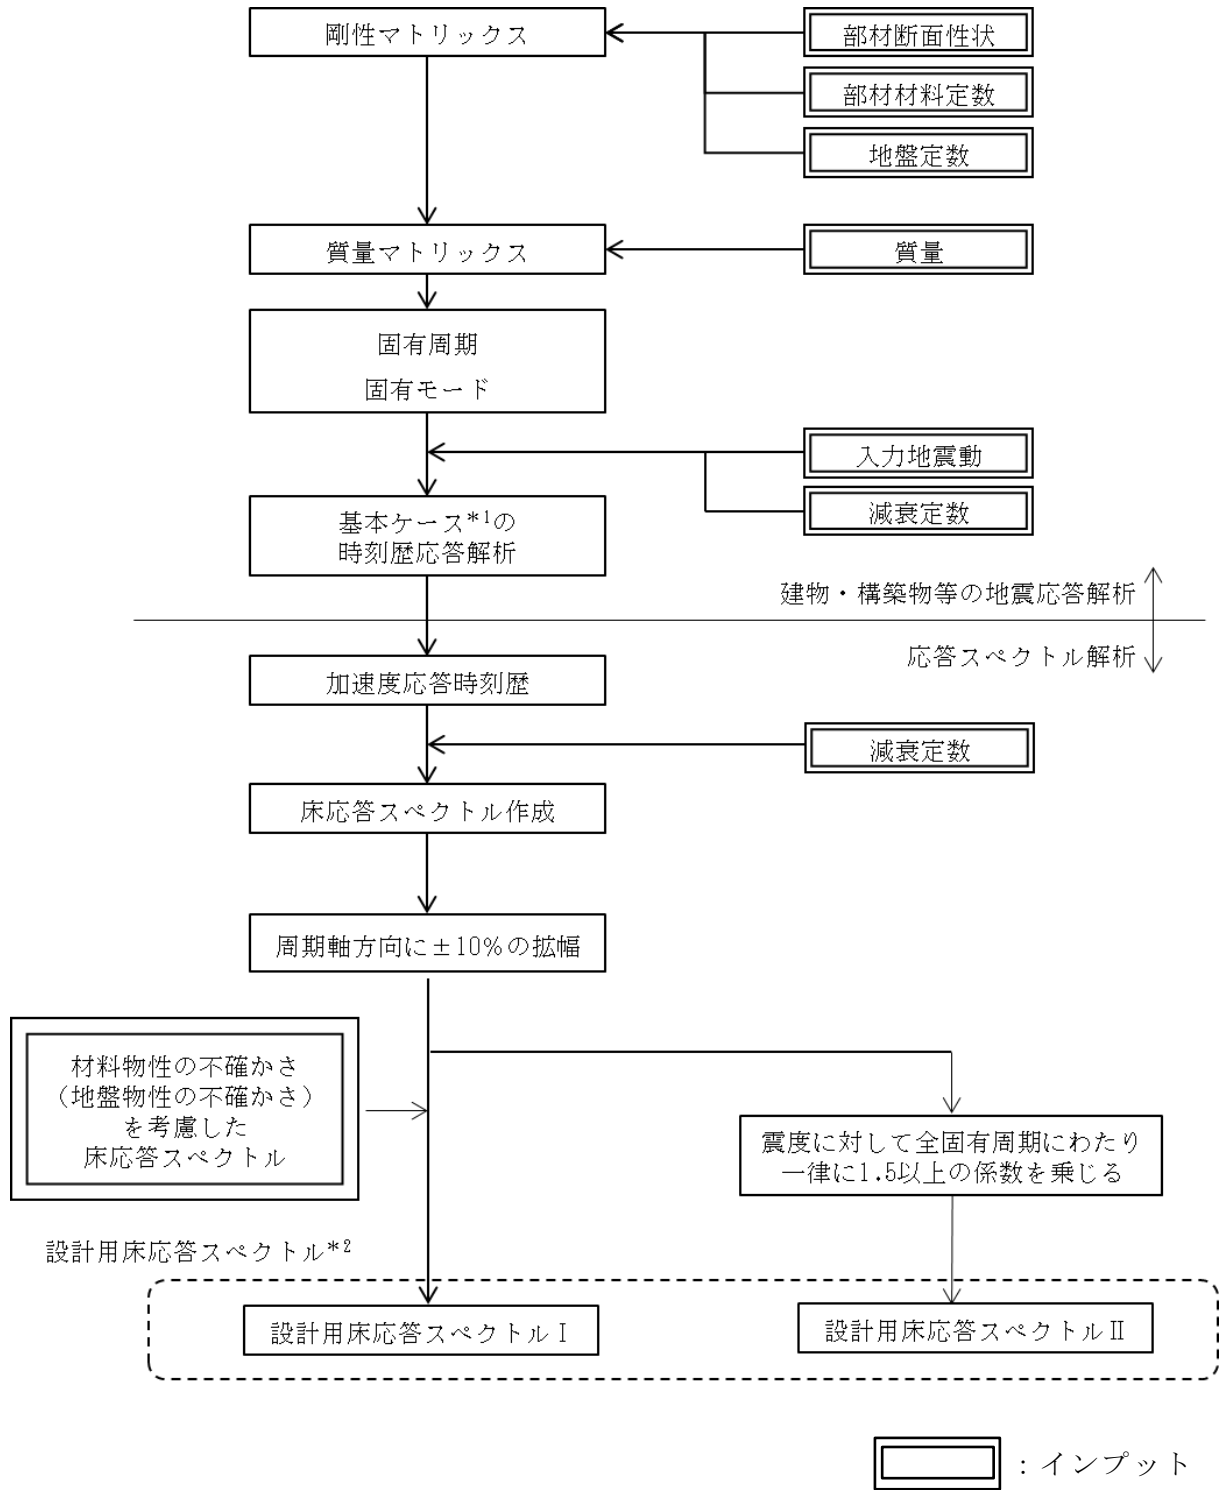 剛性マトリックス
部材断面性状
部材材料定数
地盤定数
質量マトリックス
質量
固有周期
固有モード
入力地震動
減衰定数
基本ケース*1の
時刻歴応答解析
建物・構築物等の地震応答解析
応答スペクトル解析
加速度応答時刻歴
減衰定数
床応答スペクトル作成
周期軸方向に±10%の拡幅
材料物性の不確かさ
（地盤物性の不確かさ）
を考慮した
床応答スペクトル
震度に対して全固有周期にわたり
一律に1.5以上の係数を乗じる
設計用床応答スペクトル*2
設計用床応答スペクトルⅠ
設計用床応答スペクトルⅡ
：インプット